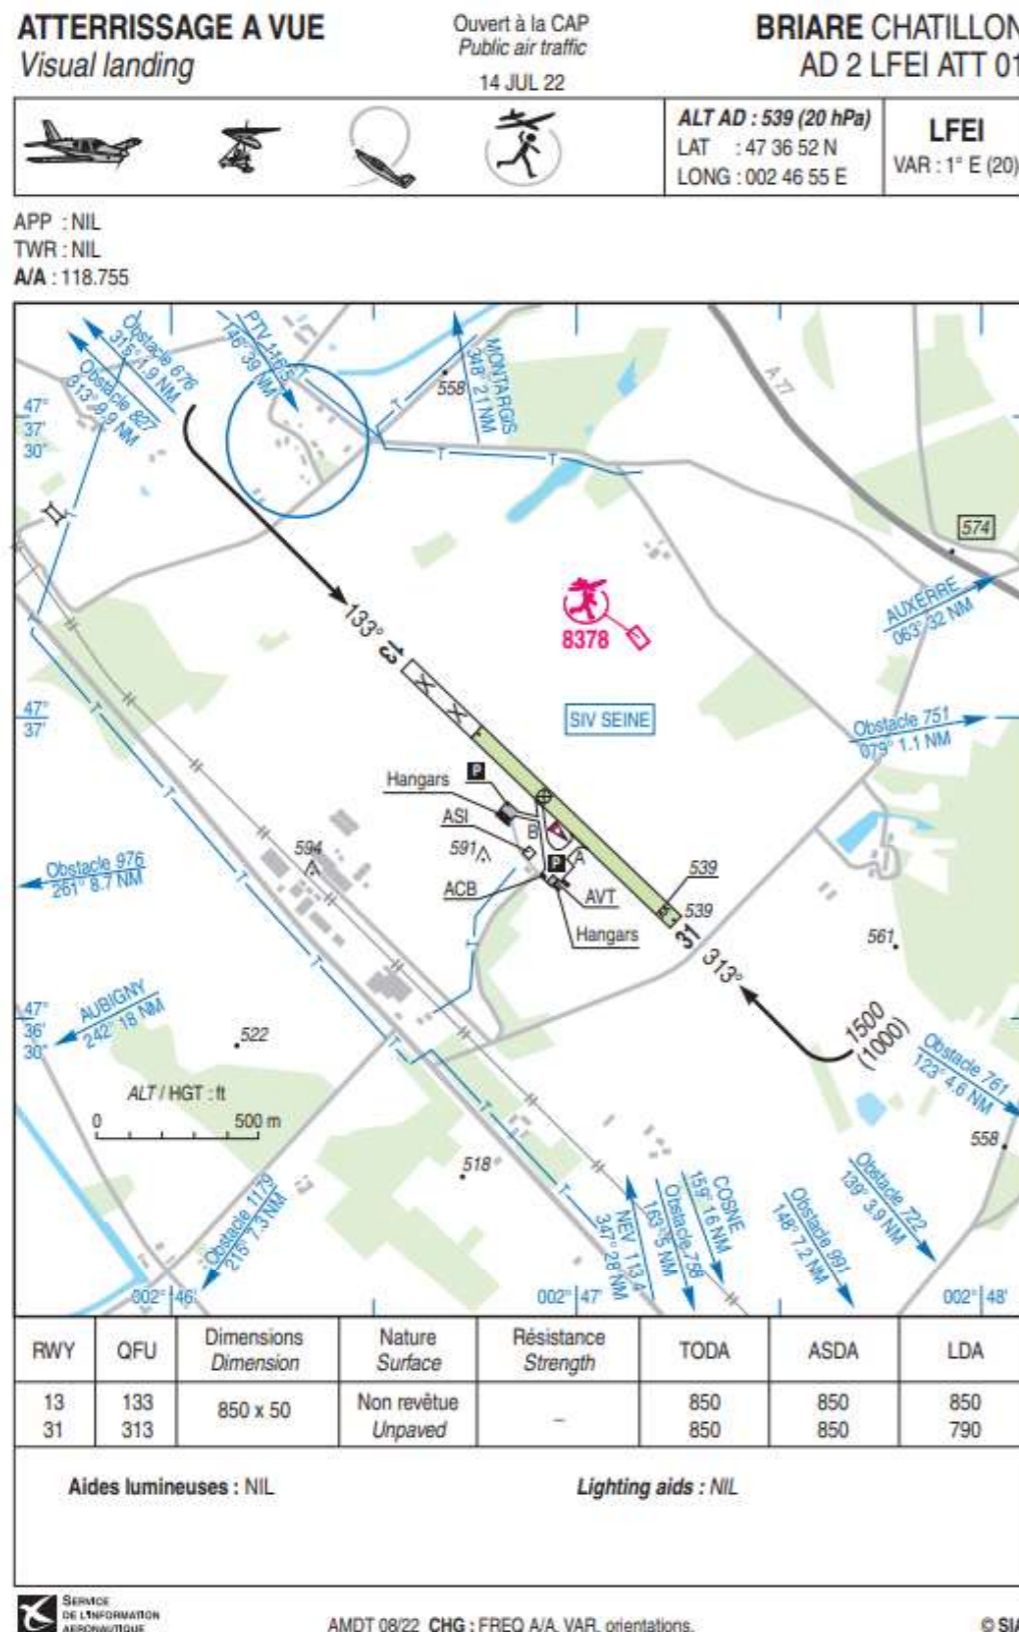 ATTERRISSAGE A VUE
Visual landing
Ouvert à la CAP
Public air traffic
14 JUL 22
BRIARE CHATILLON
AD 2 LFEI ATT 01
ALT AD : 539 (20 hPa)
LAT : 47 36 52 N
LONG : 002 46 55 E
LFEI
VAR : 1° E (20)
APP : NIL
TWR : NIL
A/A : 118.755
Obstacle 676
315° 1.9 NM
Obstacle 827
313° 9.9 NM
PTV 116.5
146° 39 NM
MONTARGIS
348° 21 NM
558
A 77
47°
37'
30"
574
AUXERRE
063° 32 NM
8378
133°
13
47°
37'
SIV SEINE
Obstacle 751
079° 1.1 NM
P
Hangars
ASI
B
591
594
P
A
ACB
AVT
Hangars
539
539
31
313°
561
Obstacle 976
261° 8.7 NM
AUBIGNY
242° 18 NM
47°
36'
30"
522
1500
(1000)
Obstacle 761
123° 4.6 NM
ALT / HGT : ft
0 500 m
518
558
Obstacle 1179
215° 7.3 NM
NEV 113.4
347° 28 NM
Obstacle 758
163° 5 NM
COSNE
159° 16 NM
Obstacle 991
148° 7.2 NM
Obstacle 722
139° 3.9 NM
002° 46'
002° 47'
002° 48'
RWY QFU Dimensions Nature Résistance TODA ASDA LDA
Dimension Surface Strength
13 133 850 x 50 Non revêtue – 850 850 850
31 313 Unpaved 850 850 790
Aides lumineuses : NIL
Lighting aids : NIL
SERVICE
DE L'INFORMATION
AERONAUTIQUE
AMDT 08/22 CHG : FREQ A/A, VAR, orientations.
© SIA